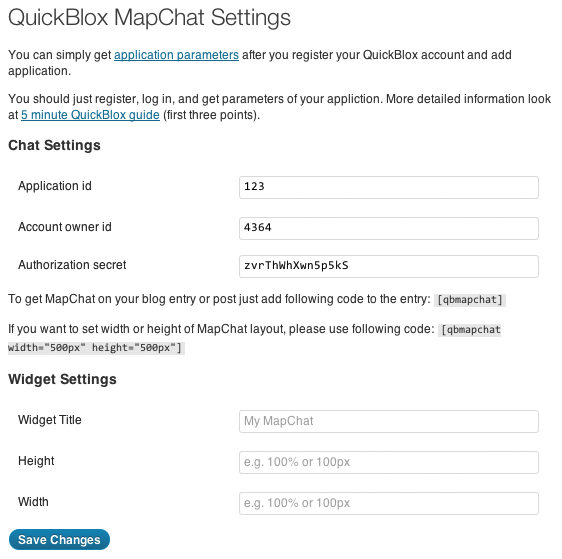 QuickBlox MapChat Settings
You can simply get application parameters after you register your QuickBlox account and add
application.
You should just register, log in, and get parameters of your appliction. More detailed information look
at 5 minute QuickBlox guide (first three points).
Chat Settings
Application id 123
Account owner id 4364
Authorization secret zvrThWhXwn5p5kS
To get MapChat on your blog entry or post just add following code to the entry: [qbmapchat]
If you want to set width or height of MapChat layout, please use following code: [qbmapchat
width="500px" height="500px"]
Widget Settings
Widget Title My MapChat
Height e.g. 100% or 100px
Width e.g. 100% or 100px
Save Changes